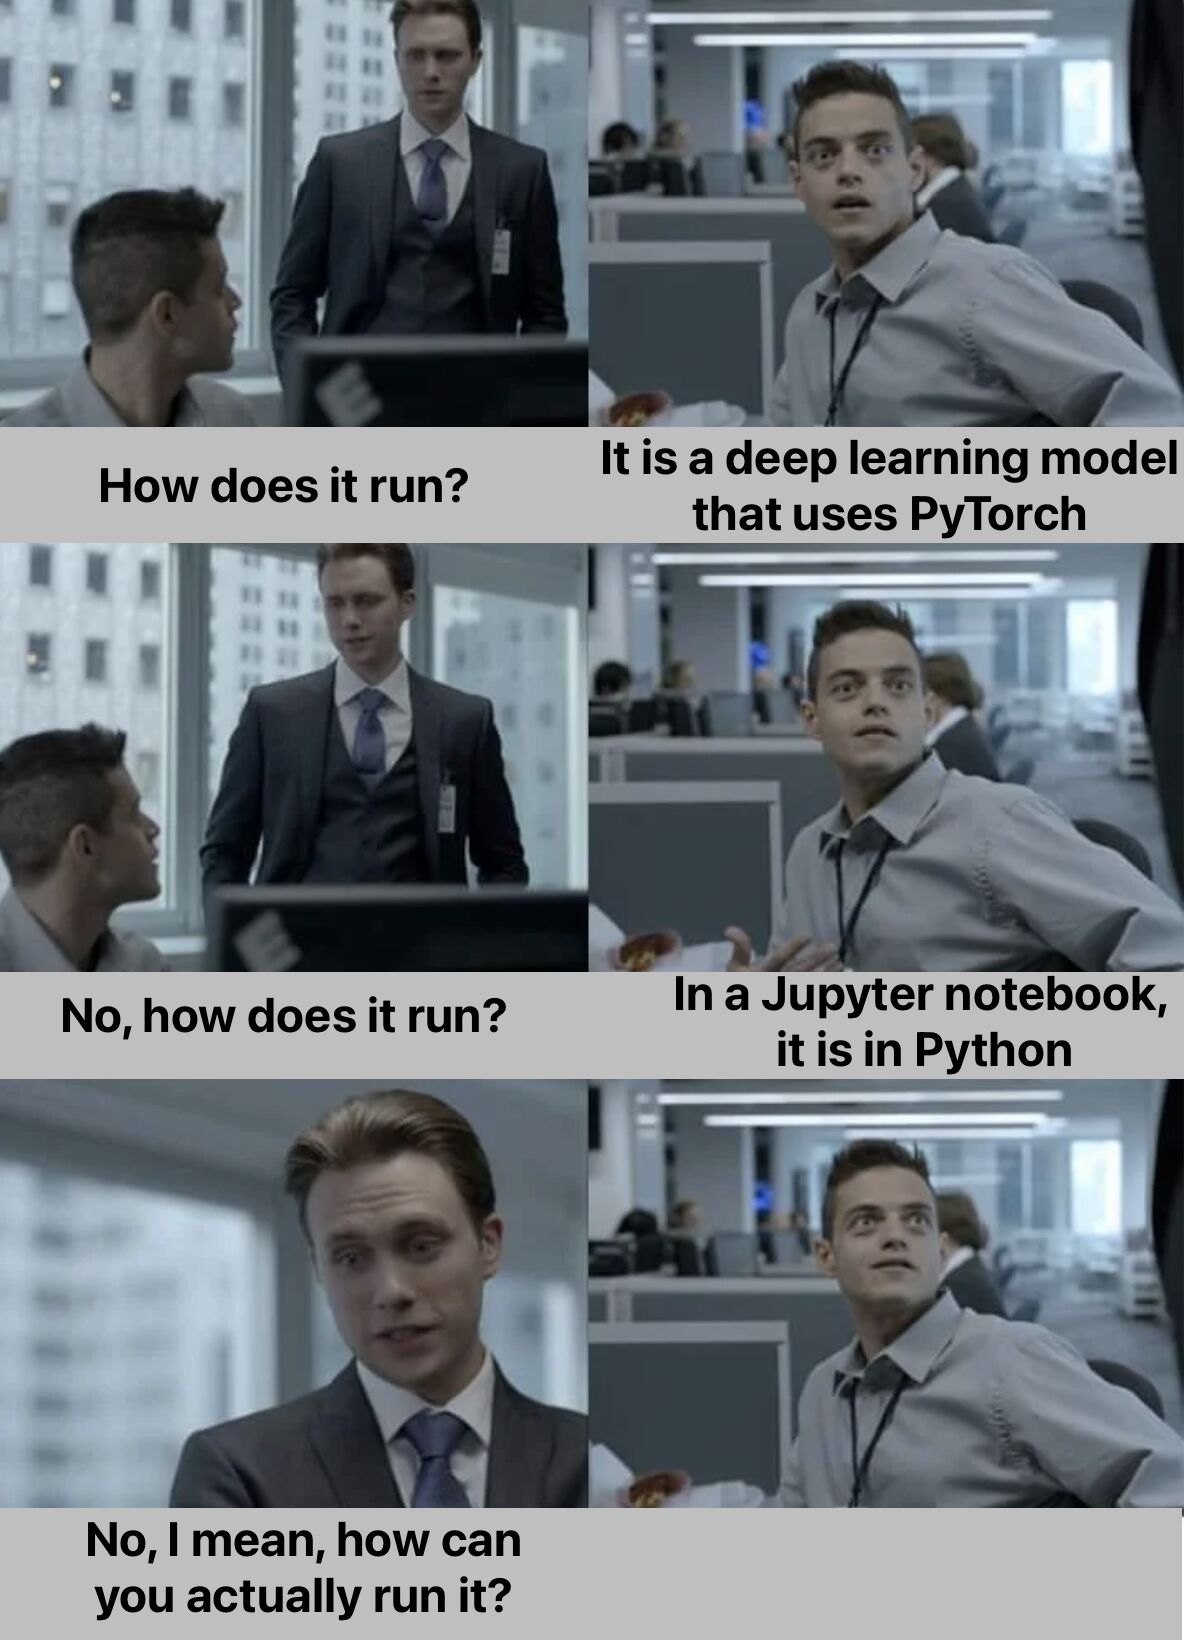 How does it run?
It is a deep learning model
that uses PyTorch
No, how does it run?
In a Jupyter notebook,
it is in Python
No, I mean, how can
you actually run it?